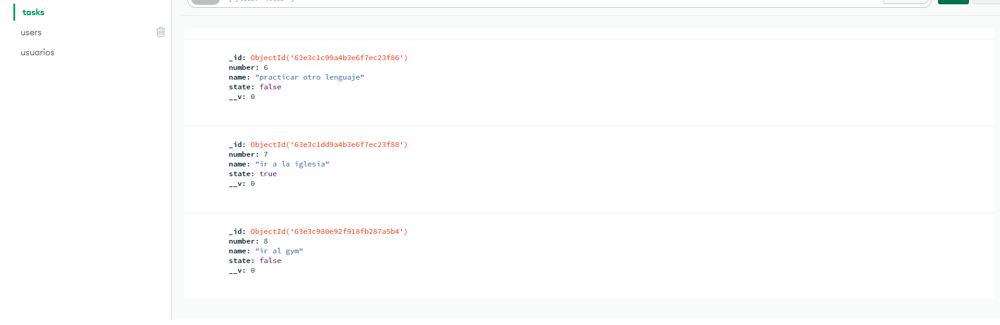 tasks
users
usuarios
_id: ObjectId('63e3c1c99a4b3e6f7ec23f86')
number: 6
name: "practicar otro lenguaje"
state: false
__v: 0
_id: ObjectId('63e3c1dd9a4b3e6f7ec23f88')
number: 7
name: "ir a la iglesia"
state: true
__v: 0
_id: ObjectId('63e3c980e92f918fb287a5b4')
number: 8
name: "ir al gym"
state: false
__v: 0